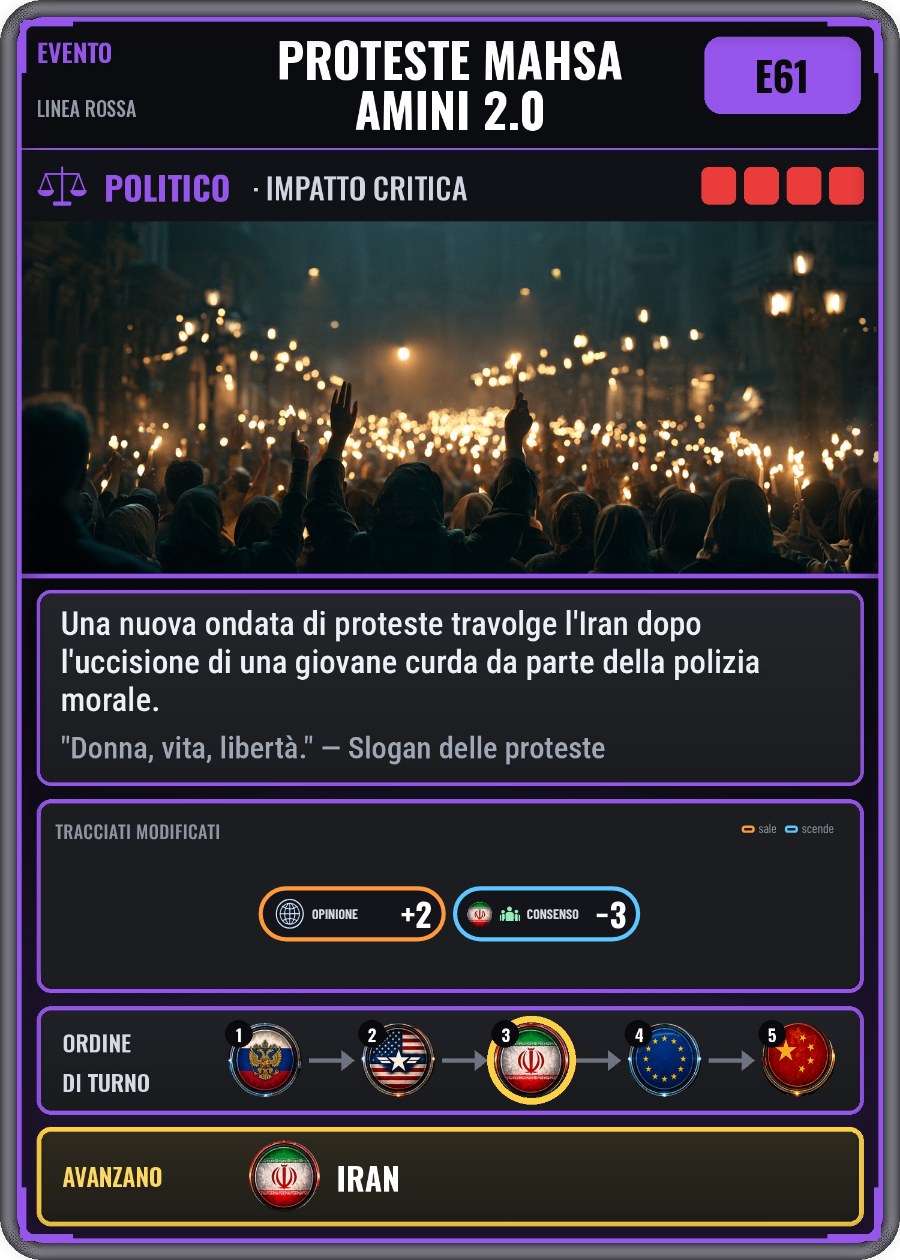 EVENTO
LINEA ROSSA
PROTESTE MAHSA
AMINI 2.0
E61
POLITICO · IMPATTO CRITICA
Una nuova ondata di proteste travolge l'Iran dopo
l'uccisione di una giovane curda da parte della polizia
morale.
"Donna, vita, libertà." — Slogan delle proteste
TRACCIATI MODIFICATI
sale scende
OPINIONE +2
CONSENSO −3
ORDINE
DI TURNO
1 2 3 4 5
AVANZANO IRAN